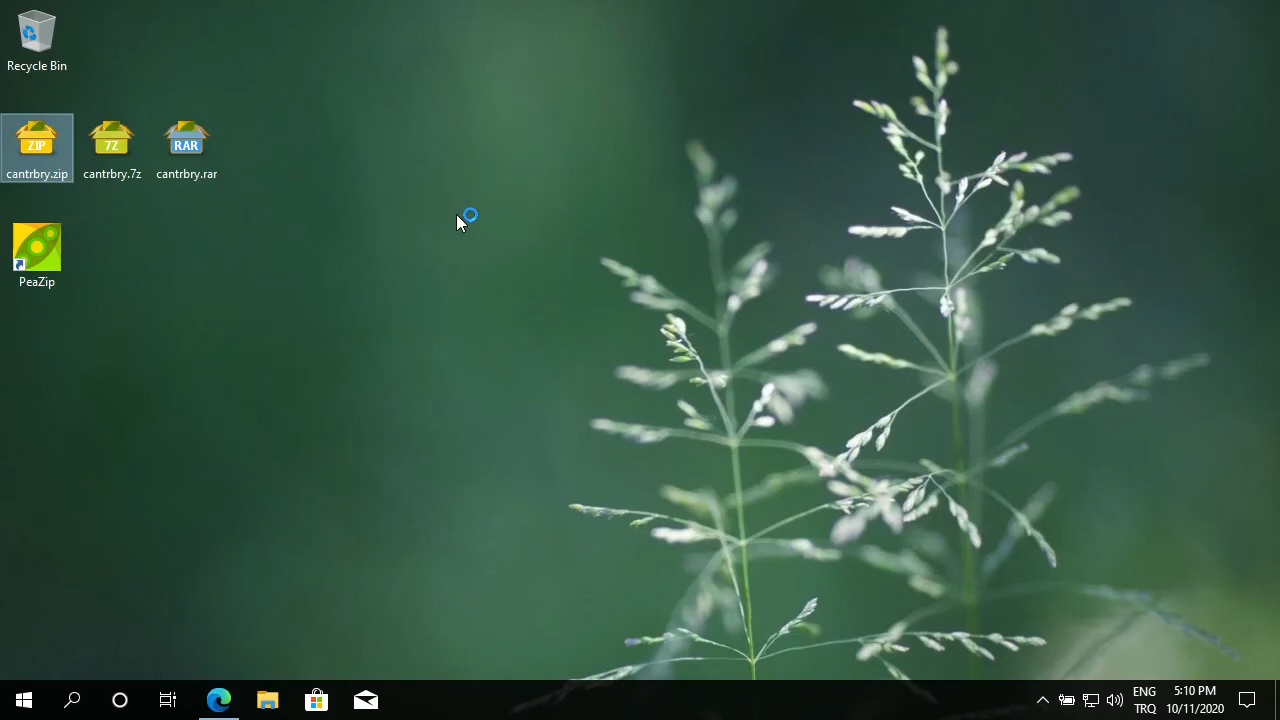 Recycle Bin
ZIP
7Z
RAR
cantrbry.zip
cantrbry.7z
cantrbry.rar
PeaZip
ENG
TRQ
5:10 PM
10/11/2020